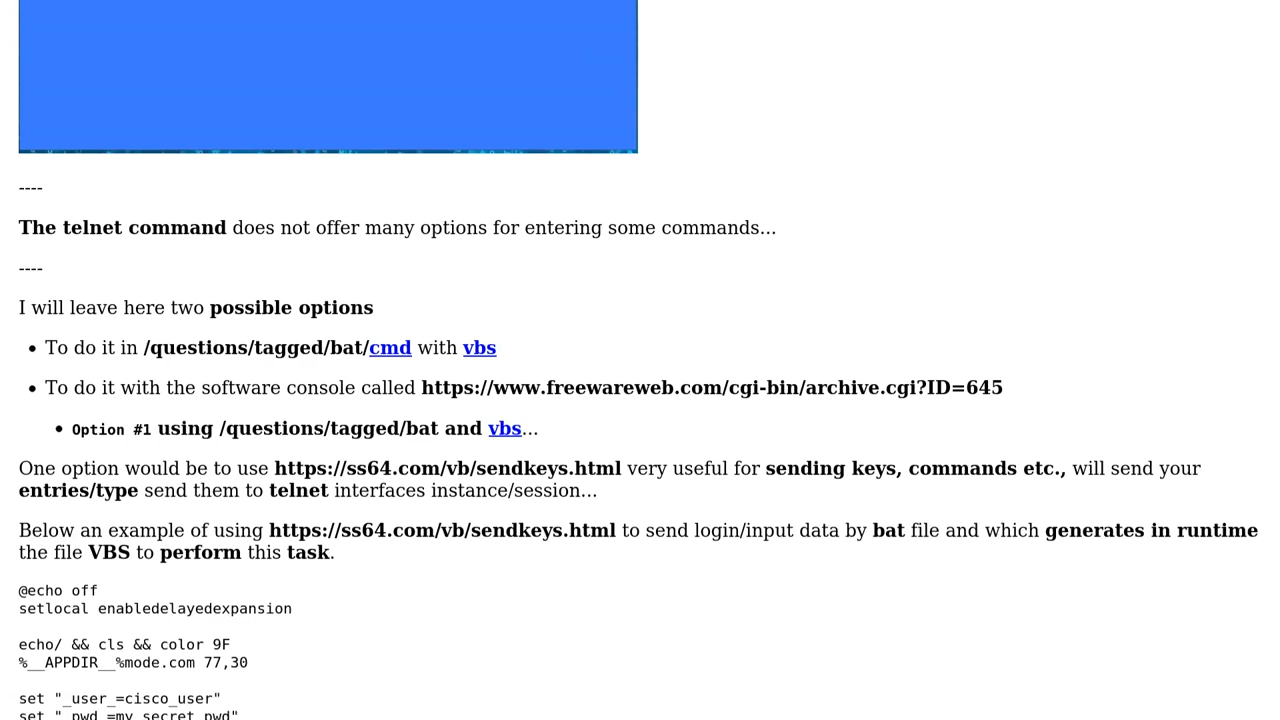 ----
The telnet command does not offer many options for entering some commands...
----
I will leave here two possible options
• To do it in /questions/tagged/bat/cmd with vbs
• To do it with the software console called https://www.freewareweb.com/cgi-bin/archive.cgi?ID=645
• Option #1 using /questions/tagged/bat and vbs...
One option would be to use https://ss64.com/vb/sendkeys.html very useful for sending keys, commands etc., will send your
entries/type send them to telnet interfaces instance/session...
Below an example of using https://ss64.com/vb/sendkeys.html to send login/input data by bat file and which generates in runtime
the file VBS to perform this task.
@echo off
setlocal enabledelayedexpansion
echo/ && cls && color 9F
%__APPDIR__%mode.com 77,30
set "_user_=cisco_user"
set "_pwd_=my_secret_pwd"